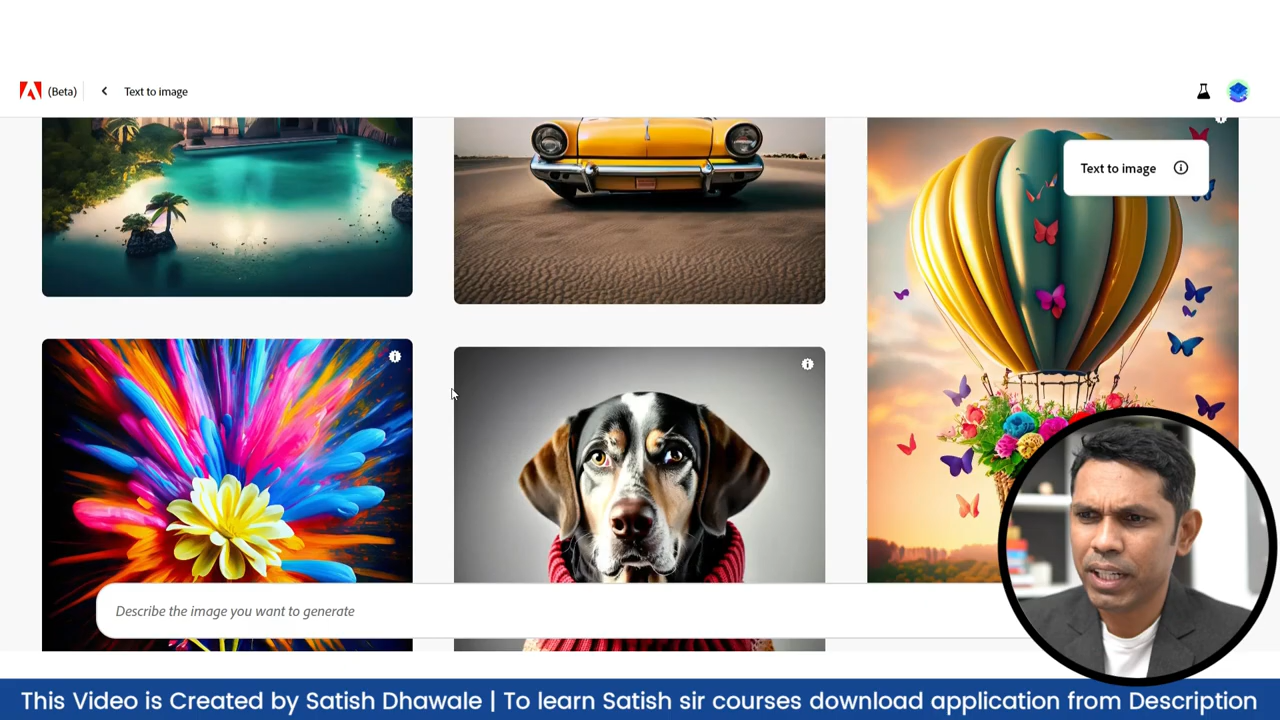 (Beta)
Text to image
Text to image
Describe the image you want to generate
This Video is Created by Satish Dhawale | To learn Satish sir courses download application from Description